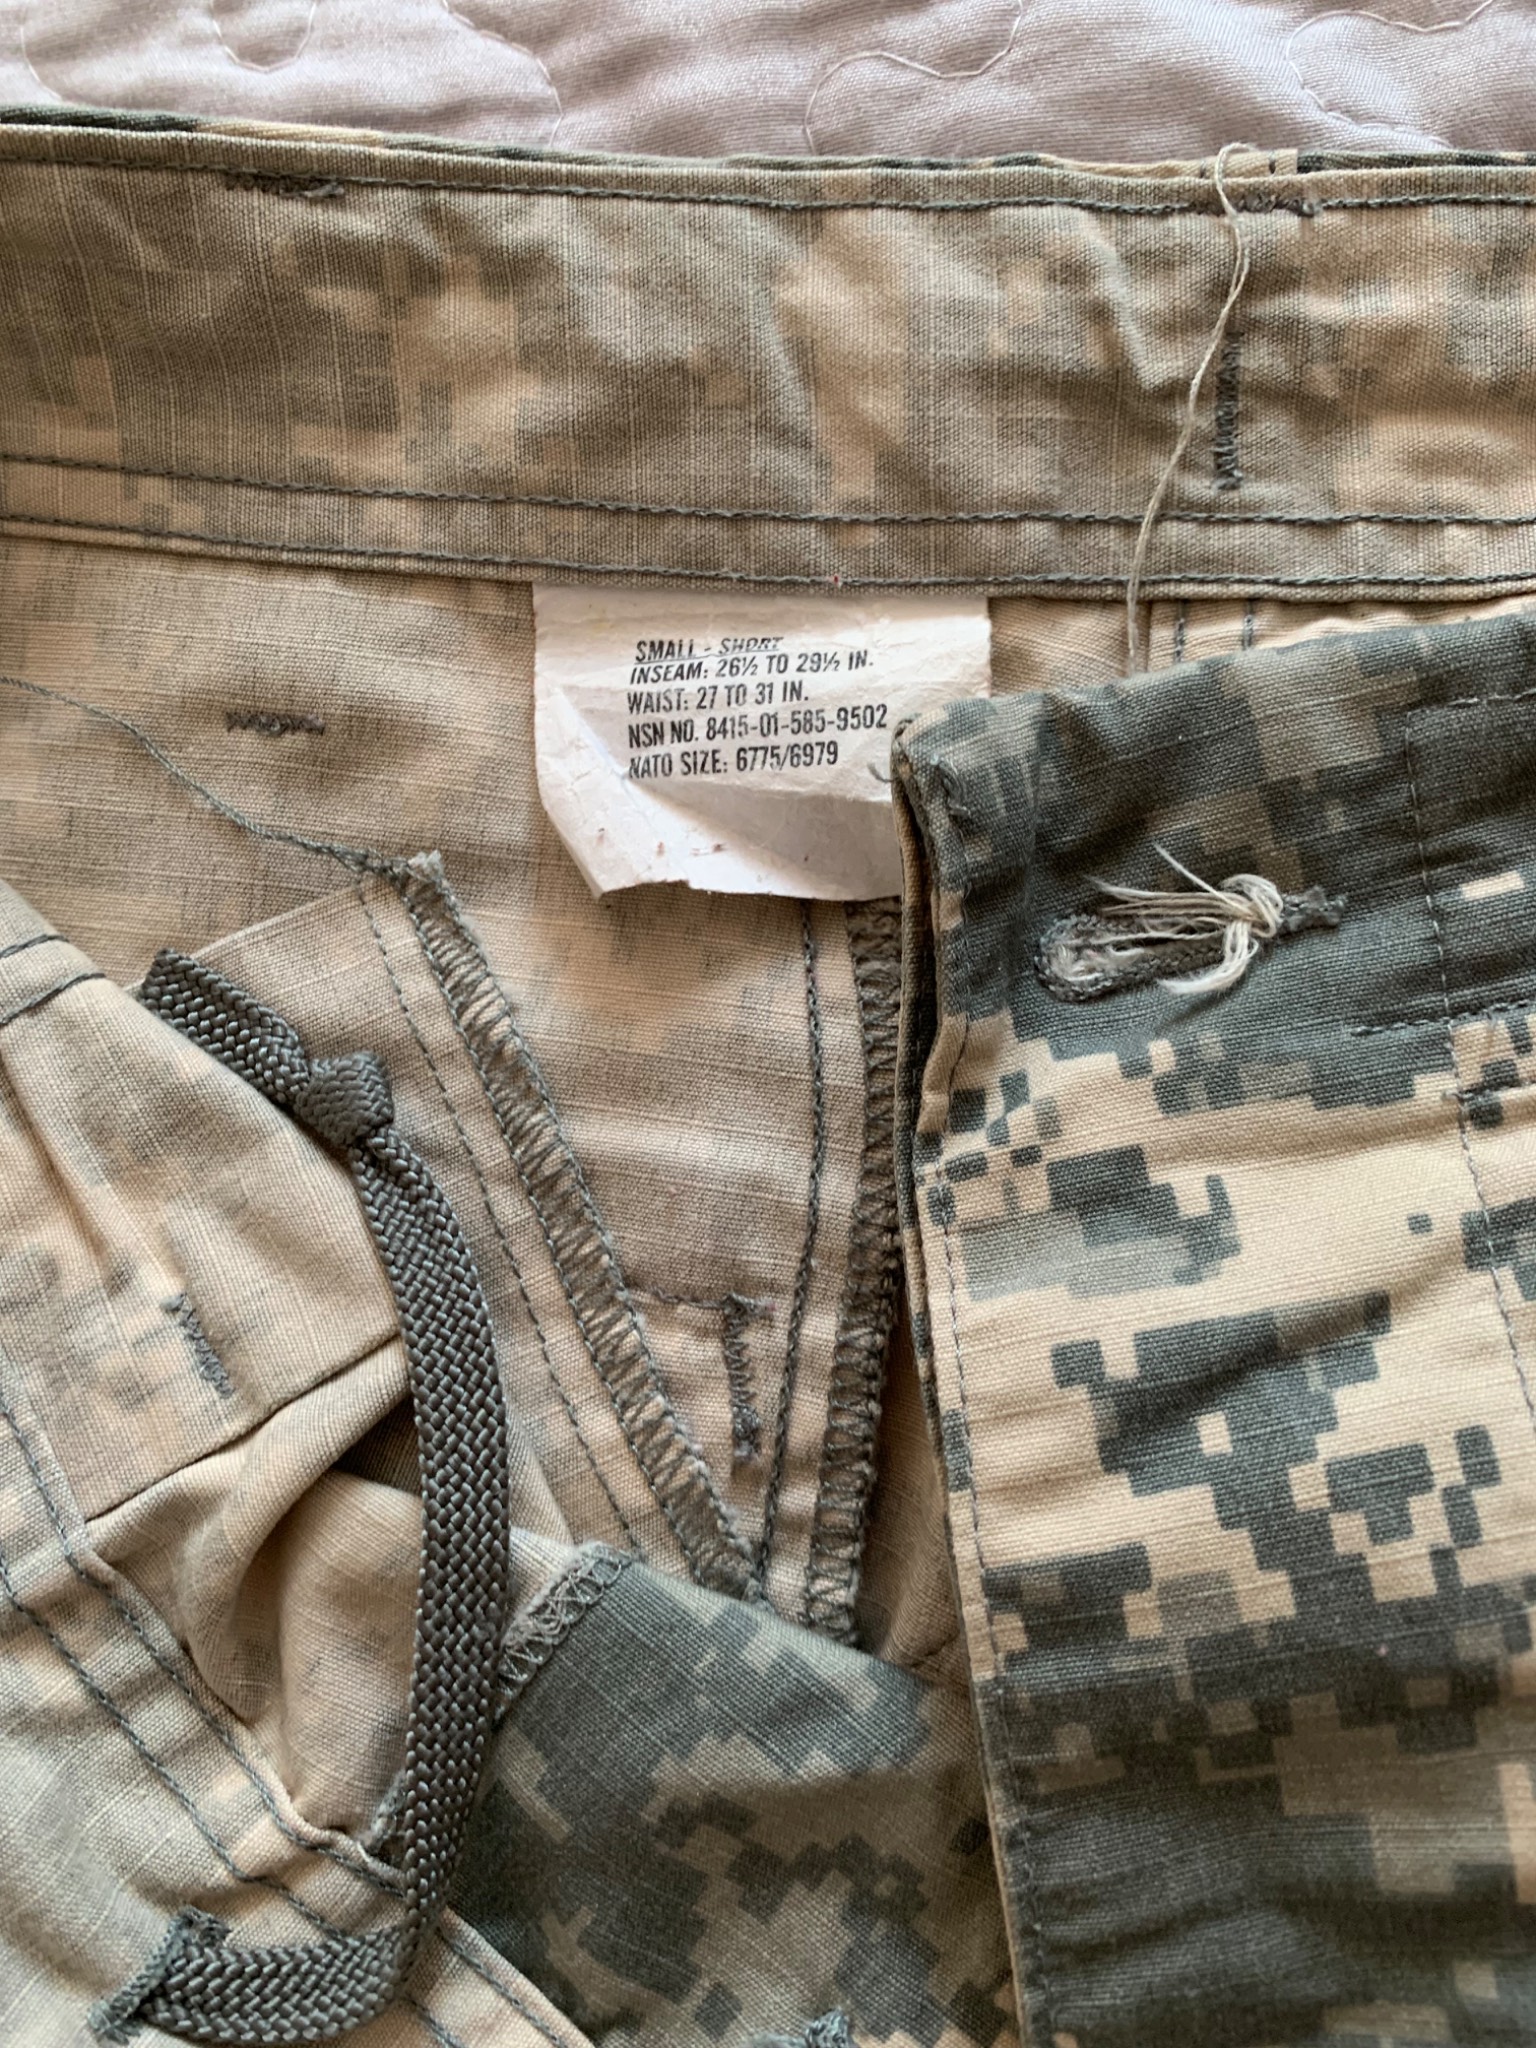 SMALL - SHORT
INSEAM: 26½ TO 29½ IN.
WAIST: 27 TO 31 IN.
NSN NO. 8415-01-585-9502
NATO SIZE: 6775/6979